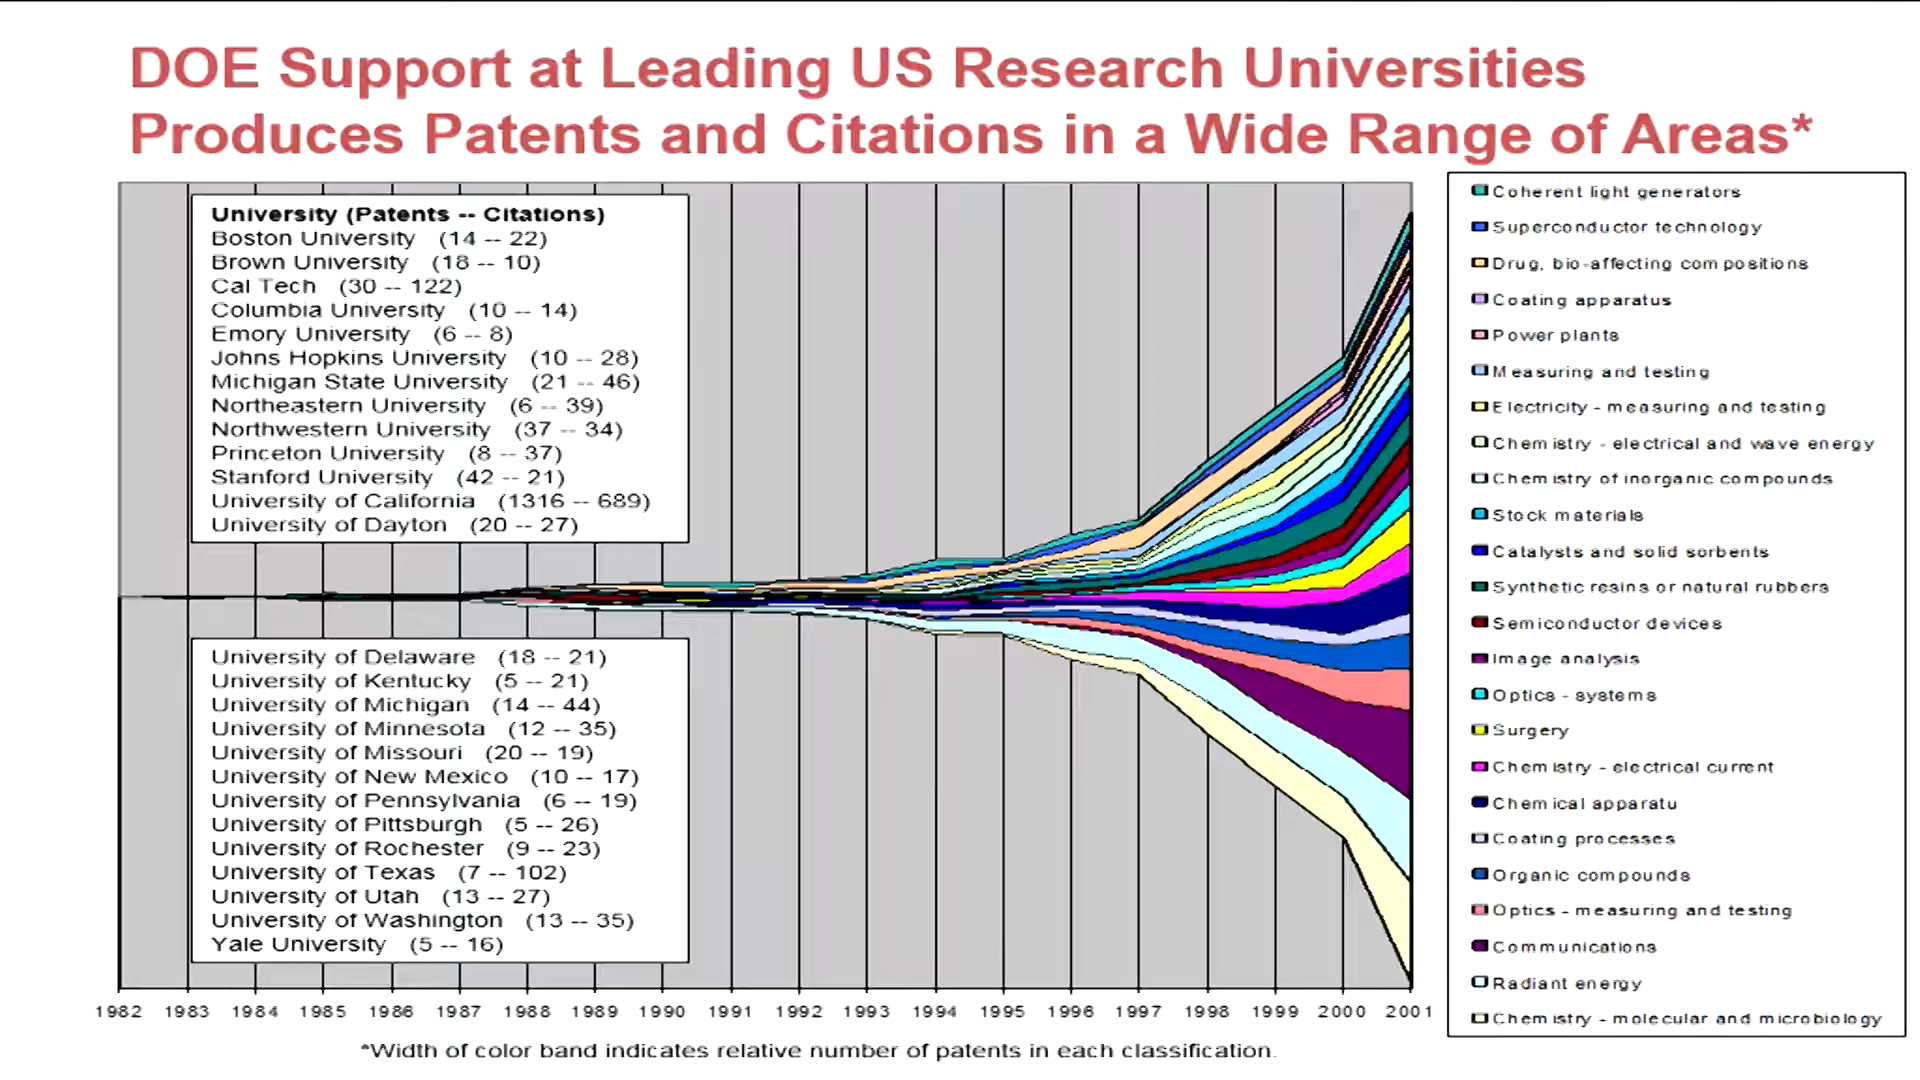 DOE Support at Leading US Research Universities
Produces Patents and Citations in a Wide Range of Areas*
University (Patents -- Citations)
Boston University (14 -- 22)
Brown University (18 -- 10)
Cal Tech (30 -- 122)
Columbia University (10 -- 14)
Emory University (6 -- 8)
Johns Hopkins University (10 -- 28)
Michigan State University (21 -- 46)
Northeastern University (6 -- 39)
Northwestern University (37 -- 34)
Princeton University (8 -- 37)
Stanford University (42 -- 21)
University of California (1316 -- 689)
University of Dayton (20 -- 27)
University of Delaware (18 -- 21)
University of Kentucky (5 -- 21)
University of Michigan (14 -- 44)
University of Minnesota (12 -- 35)
University of Missouri (20 -- 19)
University of New Mexico (10 -- 17)
University of Pennsylvania (6 -- 19)
University of Pittsburgh (5 -- 26)
University of Rochester (9 -- 23)
University of Texas (7 -- 102)
University of Utah (13 -- 27)
University of Washington (13 -- 35)
Yale University (5 -- 16)
1982 1983 1984 1985 1986 1987 1988 1989 1990 1991 1992 1993 1994 1995 1996 1997 1998 1999 2000 2001
*Width of color band indicates relative number of patents in each classification.
Coherent light generators
Superconductor technology
Drug, bio-affecting compositions
Coating apparatus
Power plants
Measuring and testing
Electricity - measuring and testing
Chemistry - electrical and wave energy
Chemistry of inorganic compounds
Stock materials
Catalysts and solid sorbents
Synthetic resins or natural rubbers
Semiconductor devices
Image analysis
Optics - systems
Surgery
Chemistry - electrical current
Chemical apparatu
Coating processes
Organic compounds
Optics - measuring and testing
Communications
Radiant energy
Chemistry - molecular and microbiology